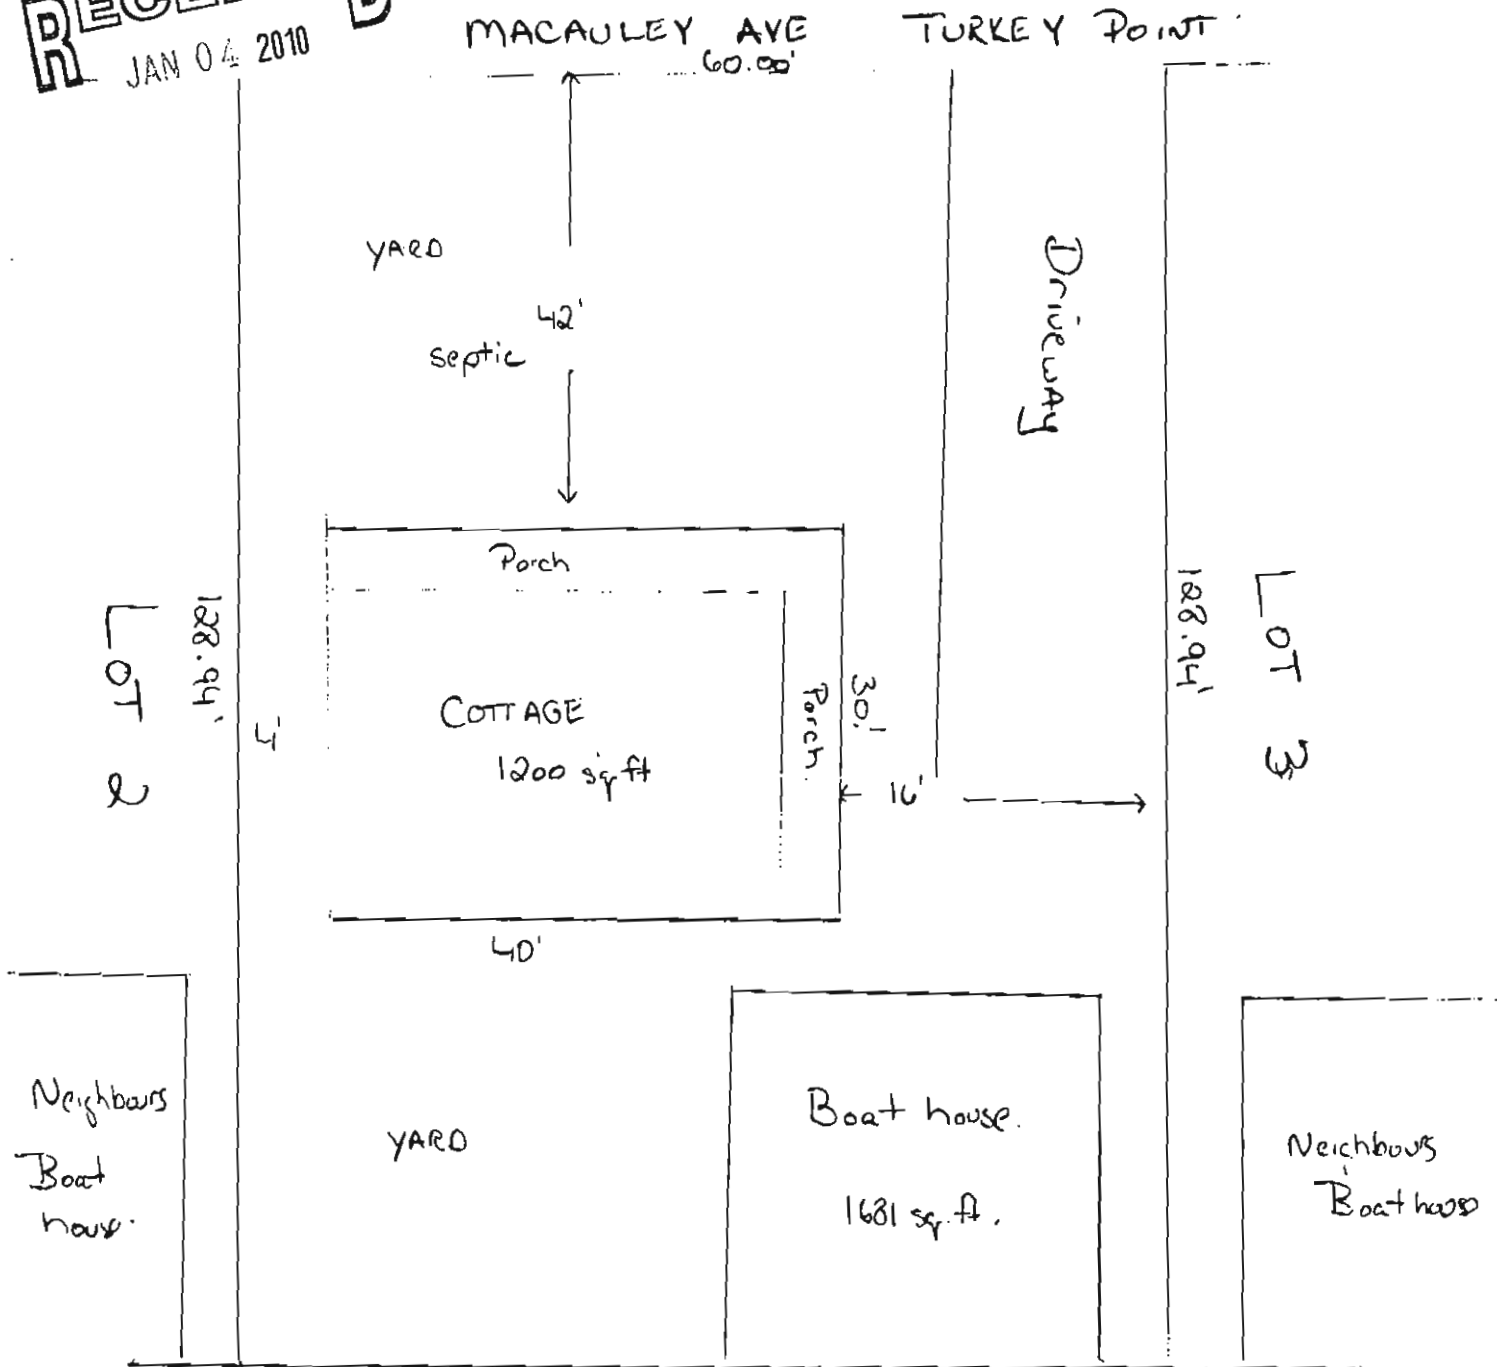 JAN 04 2010
MACAULEY AVE TURKEY POINT
60.00'
YARD
42'
septic
Driveway
Porch
LOT 2
128.94'
4'
COTTAGE
1200 sq ft
Porch.
30'
16'
128.94'
LOT 3
40'
Neighbours
Boat
house.
YARD
Boat house.
1681 sq. ft.
Neighbours
Boat house